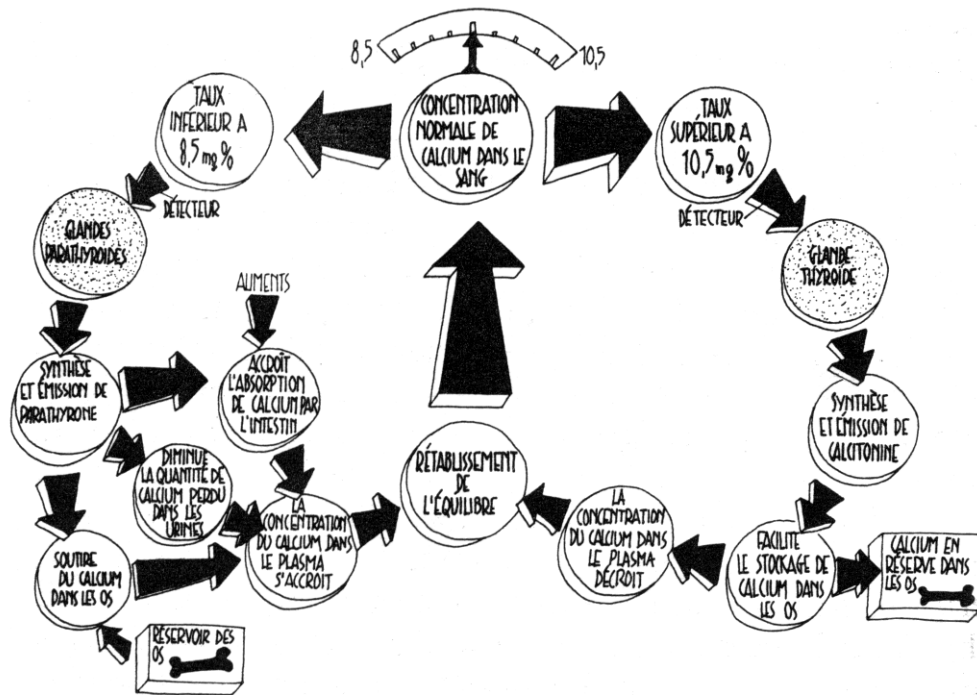 8,5
10,5
CONCENTRATION
NORMALE DE
CALCIUM DANS LE
SANG
TAUX
INFÉRIEUR A
8,5 mg %
DÉTECTEUR
GLANDES
PARATHYROIDES
SYNTHÈSE
ET ÉMISSION DE
PARATHYRONE
ALIMENTS
ACCROÎT
L'ABSORPTION
DE CALCIUM PAR
L'INTESTIN
DIMINUE
LA QUANTITÉ DE
CALCIUM PERDU
DANS LES
URINES
SOUTIRE
DU CALCIUM
DANS LES OS
RÉSERVOIR DES
OS
LA
CONCENTRATION
DU CALCIUM DANS
LE PLASMA
S'ACCROIT
RÉTABLISSEMENT
DE
L'ÉQUILIBRE
TAUX
SUPÉRIEUR A
10,5 mg %
DÉTECTEUR
GLANDE
THYROÏDE
SYNTHÈSE
ET ÉMISSION DE
CALCITONINE
FACILITE
LE STOCKAGE DE
CALCIUM DANS
LES OS
CALCIUM EN
RÉSERVE DANS
LES OS
LA
CONCENTRATION
DU CALCIUM DANS
LE PLASMA
DÉCROIT